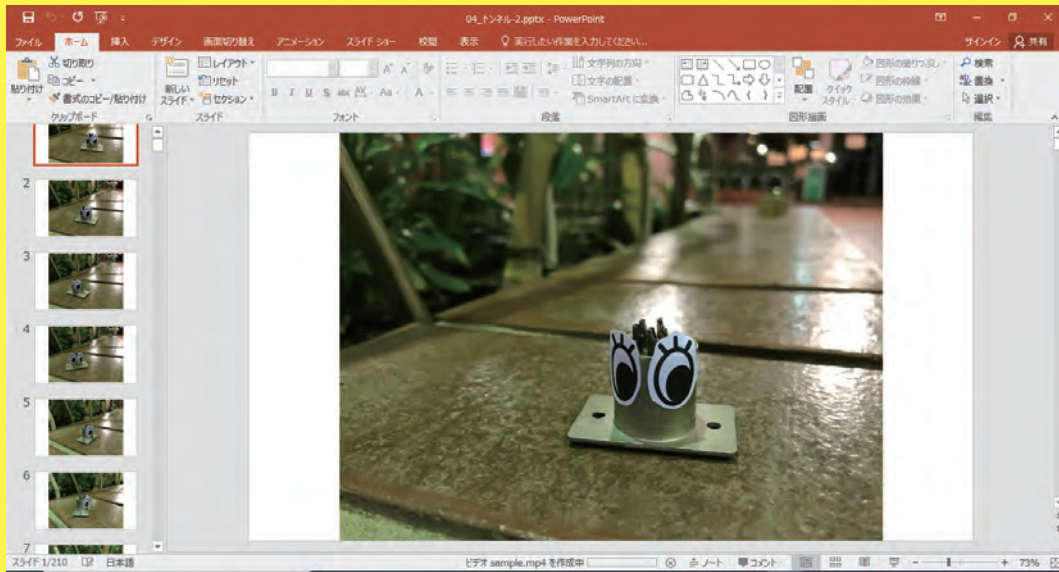 04_トンネル-2.pptx - PowerPoint
ファイル ホーム 挿入 デザイン 画面切り替え アニメーション スライド ショー 校閲 表示 実行したい作業を入力してください... サインイン 共有
貼り付け 切り取り コピー 書式のコピー/貼り付け
クリップボード
新しいスライド レイアウト リセット セクション
スライド
B I U S abc AV Aa A
フォント
文字列の方向 文字の配置 SmartArt に変換
段落
配置 クイックスタイル 図形の塗りつぶし 図形の枠線 図形の効果
図形描画
検索 置換 選択
編集
2
3
4
5
6
7
スライド 1/210 日本語 ビデオ sample.mp4 を作成中 ノート コメント 73%